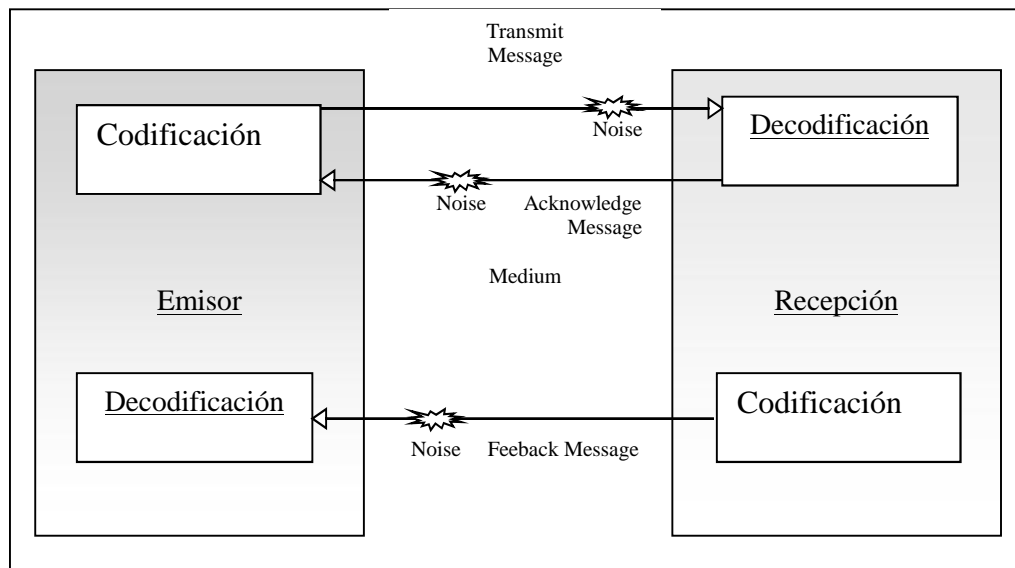 Transmit
Message
Codificación
Noise
Decodificación
Noise
Acknowledge
Message
Medium
Emisor
Recepción
Decodificación
Codificación
Noise
Feeback Message